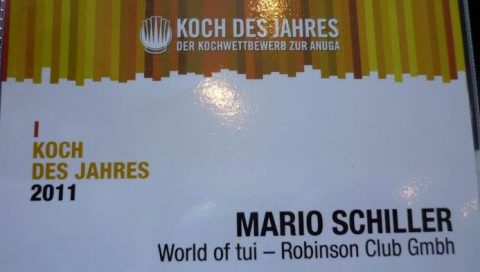 KOCH DES JAHRES
DER KOCHWETTBEWERB ZUR ANUGA
I
KOCH
DES JAHRES
2011
MARIO SCHILLER
World of tui – Robinson Club Gmbh